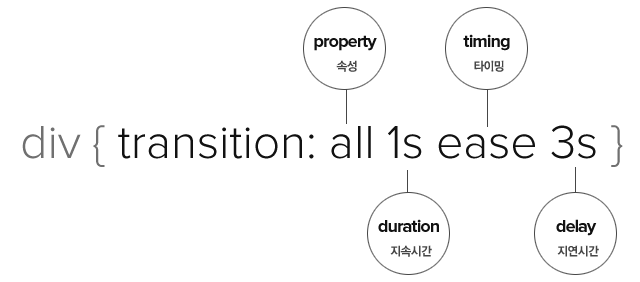 property
속성
timing
타이밍
div { transition: all 1s ease 3s }
duration
지속시간
delay
지연시간